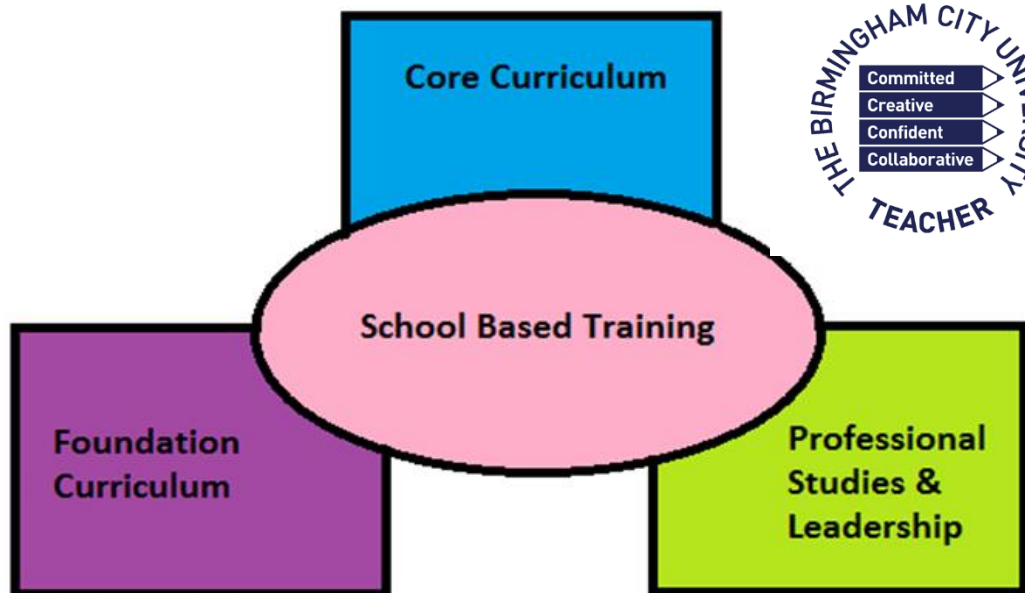 Core Curriculum
THE BIRMINGHAM CITY UNIVERSITY
Committed
Creative
Confident
Collaborative
TEACHER
School Based Training
Foundation
Curriculum
Professional
Studies &
Leadership